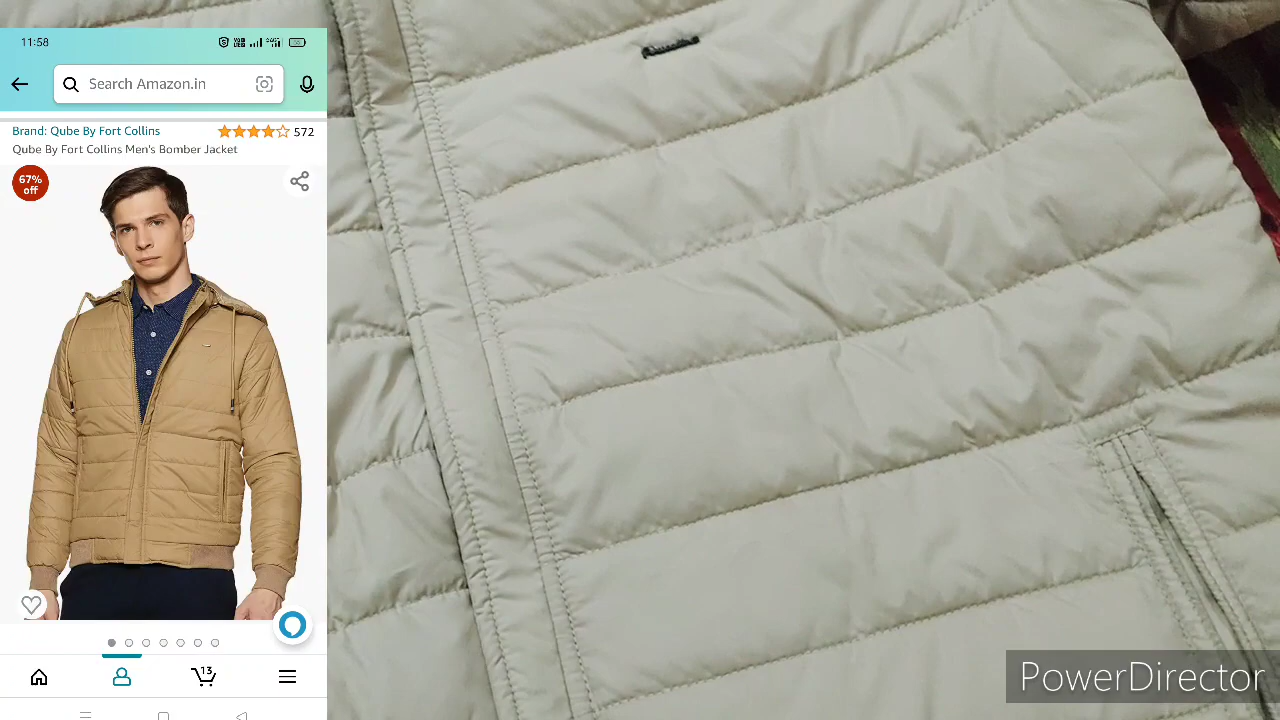 11:58
Search Amazon.in
Brand: Qube By Fort Collins
572
Qube By Fort Collins Men's Bomber Jacket
67%
off
13
PowerDirector